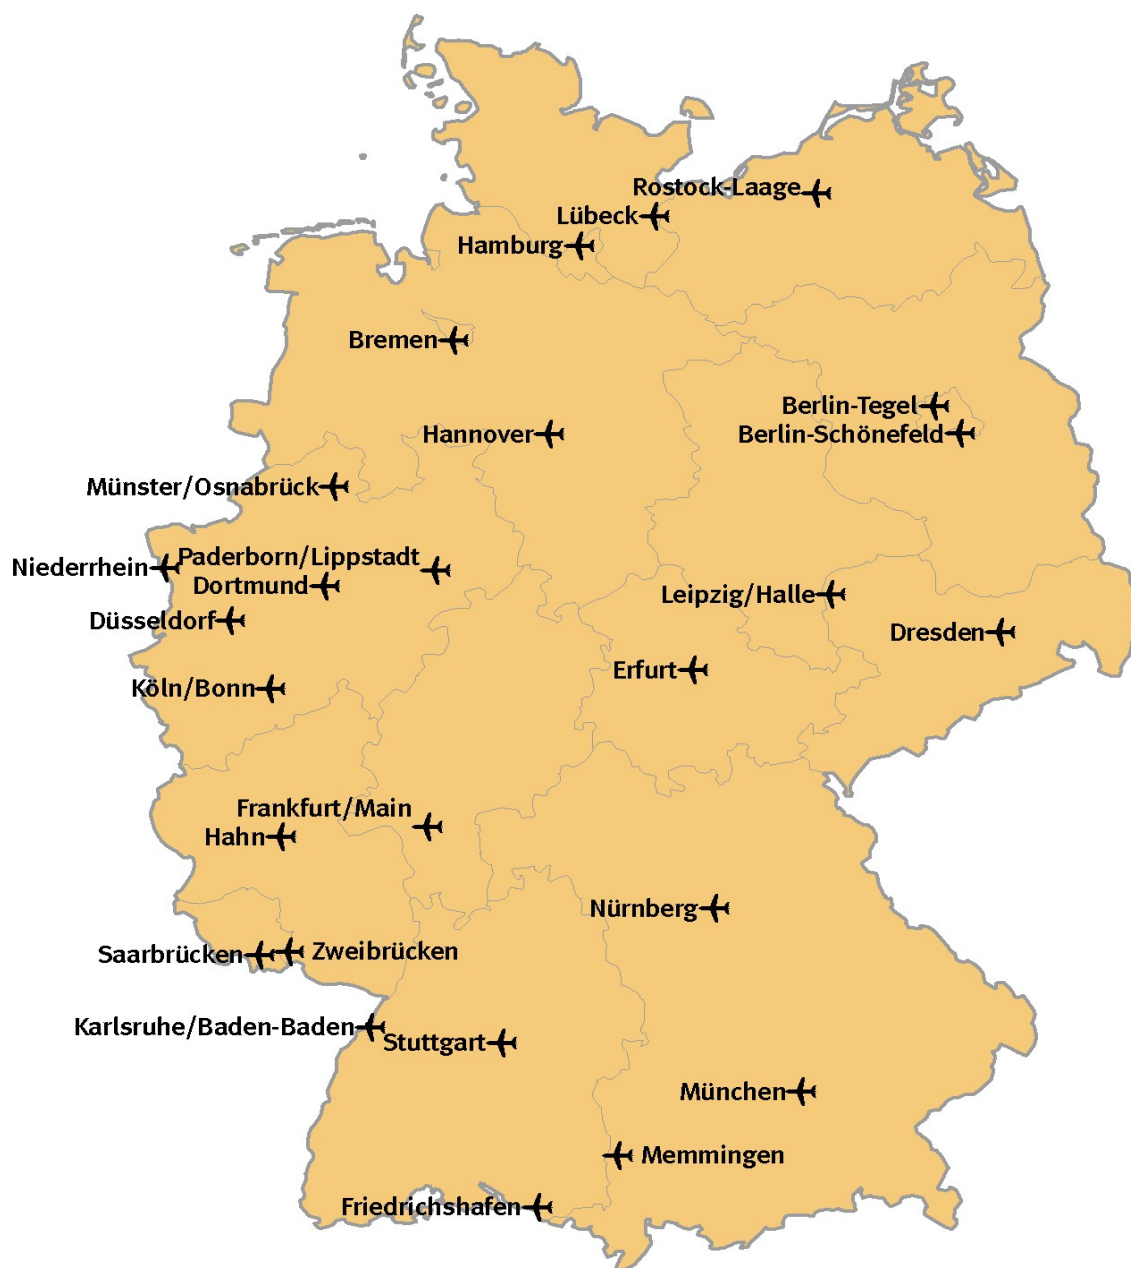 Rostock-Laage
Lübeck
Hamburg
Bremen
Berlin-Tegel
Hannover
Berlin-Schönefeld
Münster/Osnabrück
Paderborn/Lippstadt
Niederrhein
Dortmund
Leipzig/Halle
Düsseldorf
Dresden
Erfurt
Köln/Bonn
Frankfurt/Main
Hahn
Nürnberg
Saarbrücken
Zweibrücken
Karlsruhe/Baden-Baden
Stuttgart
München
Memmingen
Friedrichshafen